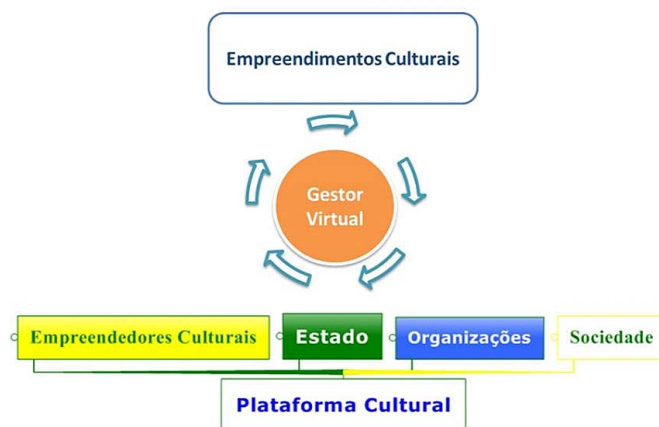 Empreendimentos Culturais
Gestor
Virtual
Empreendedores Culturais
Estado
Organizações
Sociedade
Plataforma Cultural